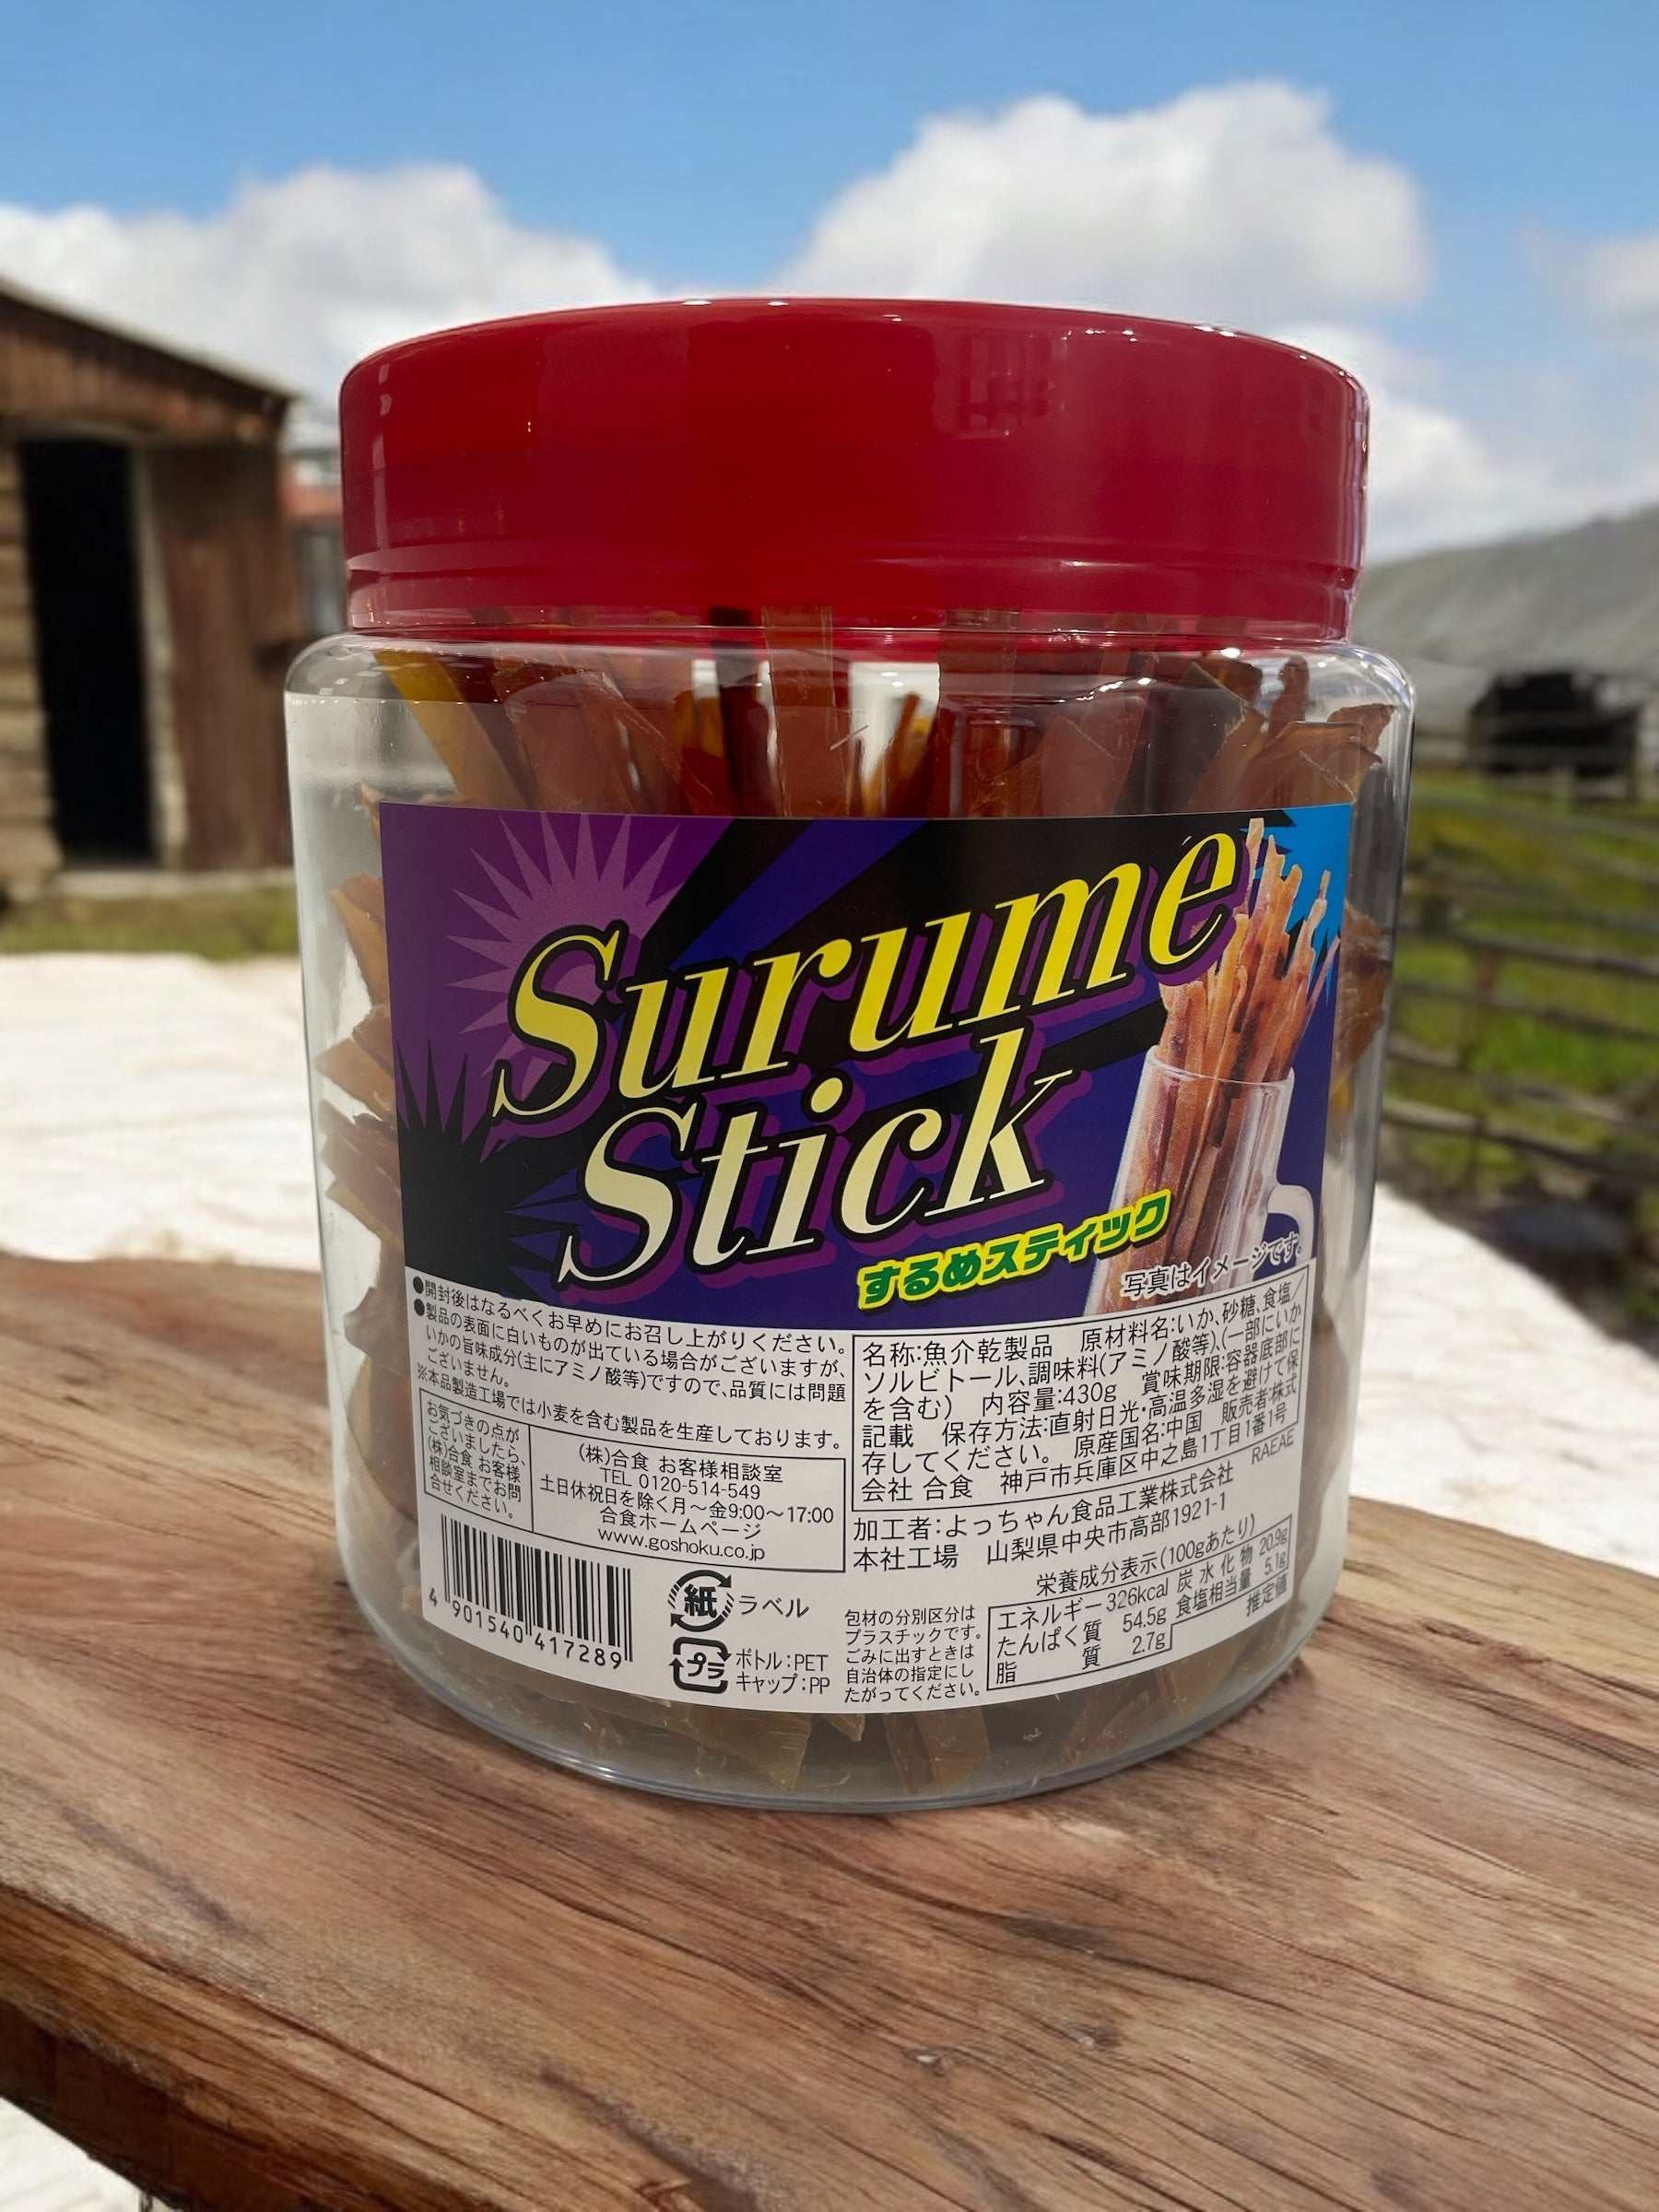 Surume
Stick
するめスティック
写真はイメージです。
●開封後はなるべくお早めにお召し上がりください。
●製品の表面に白いものが出ている場合がございますが、
いかの旨味成分(主にアミノ酸等)ですので、品質には問題
ございません。
※本品製造工場では小麦を含む製品を生産しております。
お気づきの点が
ございましたら、
(株)合食 お客様
相談室までお問
合せください。
(株)合食 お客様相談室
TEL 0120-514-549
土日休祝日を除く月～金9:00～17:00
合食ホームページ
www.goshoku.co.jp
名称:魚介乾製品 原材料名:いか、砂糖、食塩/
ソルビトール、調味料(アミノ酸等)、(一部にいか
を含む) 内容量:430g 賞味期限:容器底部に
記載 保存方法:直射日光・高温多湿を避けて保
存してください。 原産国名:中国 販売者:株式
会社 合食 神戸市兵庫区中之島1丁目1番1号
RAEAE
加工者:よっちゃん食品工業株式会社
本社工場 山梨県中央市高部1921-1
栄養成分表示(100gあたり)
エネルギー 326kcal 炭水化物 20.9g
たんぱく質 54.5g 食塩相当量 5.1g
脂質 2.7g 推定値
4 901540 417289
紙 ラベル
プラ ボトル:PET
キャップ:PP
包材の分別区分は
プラスチックです。
ごみに出すときは
自治体の指定にし
たがってください。